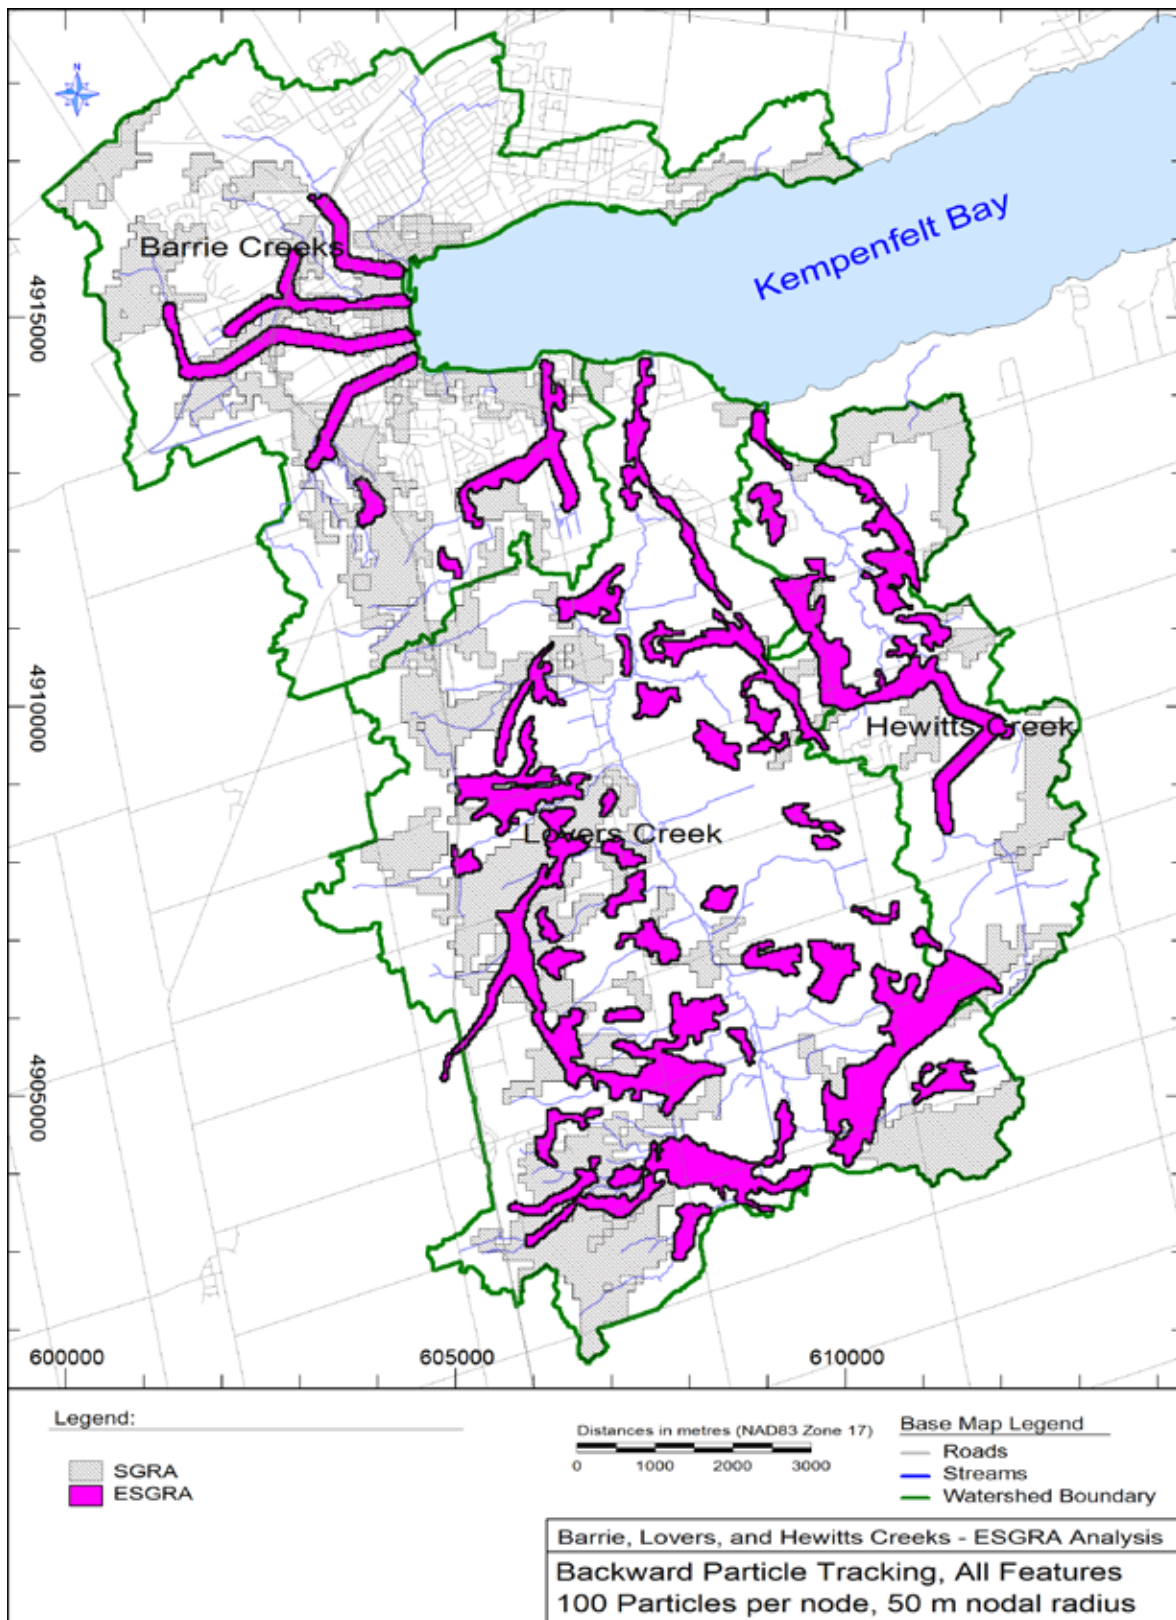 N
Barrie Creeks
Kempenfelt Bay
4915000
4910000
Hewitts Creek
Lovers Creek
4905000
600000
605000
610000
Legend:
SGRA
ESGRA
Distances in metres (NAD83 Zone 17)
0 1000 2000 3000
Base Map Legend
Roads
Streams
Watershed Boundary
Barrie, Lovers, and Hewitts Creeks - ESGRA Analysis
Backward Particle Tracking, All Features
100 Particles per node, 50 m nodal radius